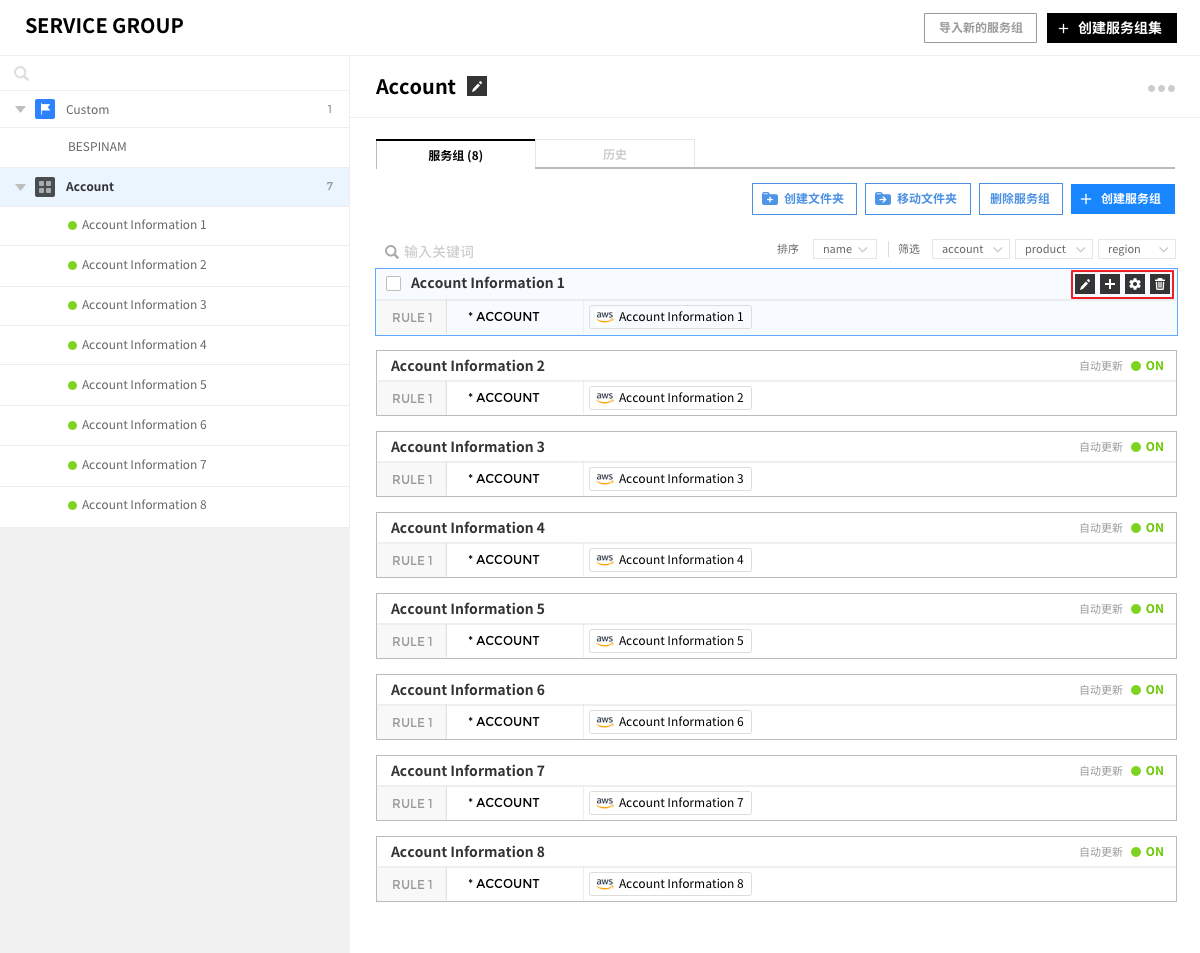 SERVICE GROUP
导入新的服务组
+ 创建服务组集
Custom 1
BESPINAM
Account 7
Account Information 1
Account Information 2
Account Information 3
Account Information 4
Account Information 5
Account Information 6
Account Information 7
Account Information 8
Account
服务组 (8) 历史
创建文件夹 移动文件夹 删除服务组 + 创建服务组
输入关键词 排序 name 筛选 account product region
Account Information 1
RULE 1 * ACCOUNT aws Account Information 1
Account Information 2 自动更新 ON
RULE 1 * ACCOUNT aws Account Information 2
Account Information 3 自动更新 ON
RULE 1 * ACCOUNT aws Account Information 3
Account Information 4 自动更新 ON
RULE 1 * ACCOUNT aws Account Information 4
Account Information 5 自动更新 ON
RULE 1 * ACCOUNT aws Account Information 5
Account Information 6 自动更新 ON
RULE 1 * ACCOUNT aws Account Information 6
Account Information 7 自动更新 ON
RULE 1 * ACCOUNT aws Account Information 7
Account Information 8 自动更新 ON
RULE 1 * ACCOUNT aws Account Information 8